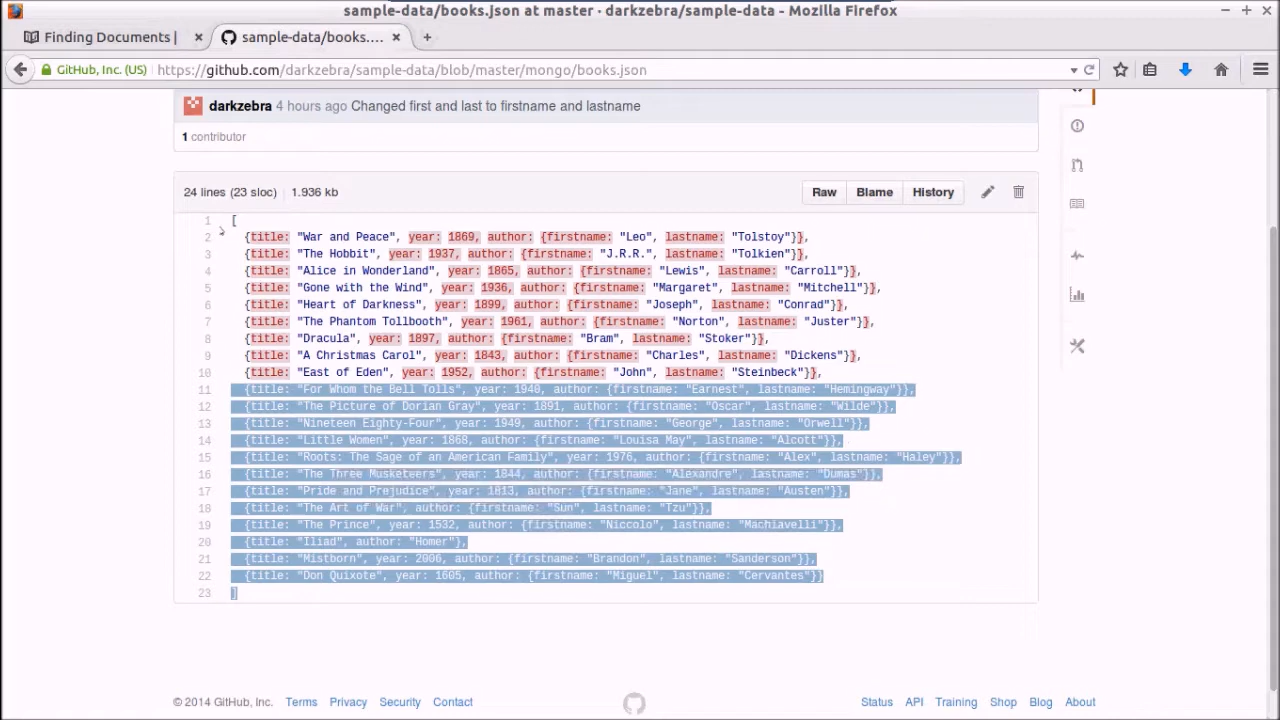 sample-data/books.json at master · darkzebra/sample-data - Mozilla Firefox
Finding Documents |
sample-data/books....
GitHub, Inc. (US)
https://github.com/darkzebra/sample-data/blob/master/mongo/books.json
darkzebra 4 hours ago Changed first and last to firstname and lastname
1 contributor
24 lines (23 sloc) | 1.936 kb
Raw Blame History
1 [
2 {title: "War and Peace", year: 1869, author: {firstname: "Leo", lastname: "Tolstoy"}},
3 {title: "The Hobbit", year: 1937, author: {firstname: "J.R.R.", lastname: "Tolkien"}},
4 {title: "Alice in Wonderland", year: 1865, author: {firstname: "Lewis", lastname: "Carroll"}},
5 {title: "Gone with the Wind", year: 1936, author: {firstname: "Margaret", lastname: "Mitchell"}},
6 {title: "Heart of Darkness", year: 1899, author: {firstname: "Joseph", lastname: "Conrad"}},
7 {title: "The Phantom Tollbooth", year: 1961, author: {firstname: "Norton", lastname: "Juster"}},
8 {title: "Dracula", year: 1897, author: {firstname: "Bram", lastname: "Stoker"}},
9 {title: "A Christmas Carol", year: 1843, author: {firstname: "Charles", lastname: "Dickens"}},
10 {title: "East of Eden", year: 1952, author: {firstname: "John", lastname: "Steinbeck"}},
11 {title: "For Whom the Bell Tolls", year: 1940, author: {firstname: "Earnest", lastname: "Hemingway"}},
12 {title: "The Picture of Dorian Gray", year: 1891, author: {firstname: "Oscar", lastname: "Wilde"}},
13 {title: "Nineteen Eighty-Four", year: 1949, author: {firstname: "George", lastname: "Orwell"}},
14 {title: "Little Women", year: 1868, author: {firstname: "Louisa May", lastname: "Alcott"}},
15 {title: "Roots: The Sage of an American Family", year: 1976, author: {firstname: "Alex", lastname: "Haley"}},
16 {title: "The Three Musketeers", year: 1844, author: {firstname: "Alexandre", lastname: "Dumas"}},
17 {title: "Pride and Prejudice", year: 1813, author: {firstname: "Jane", lastname: "Austen"}},
18 {title: "The Art of War", author: {firstname: "Sun", lastname: "Tzu"}},
19 {title: "The Prince", year: 1532, author: {firstname: "Niccolo", lastname: "Machiavelli"}},
20 {title: "Iliad", author: "Homer"},
21 {title: "Mistborn", year: 2006, author: {firstname: "Brandon", lastname: "Sanderson"}},
22 {title: "Don Quixote", year: 1605, author: {firstname: "Miguel", lastname: "Cervantes"}}
23 ]
© 2014 GitHub, Inc. Terms Privacy Security Contact
Status API Training Shop Blog About